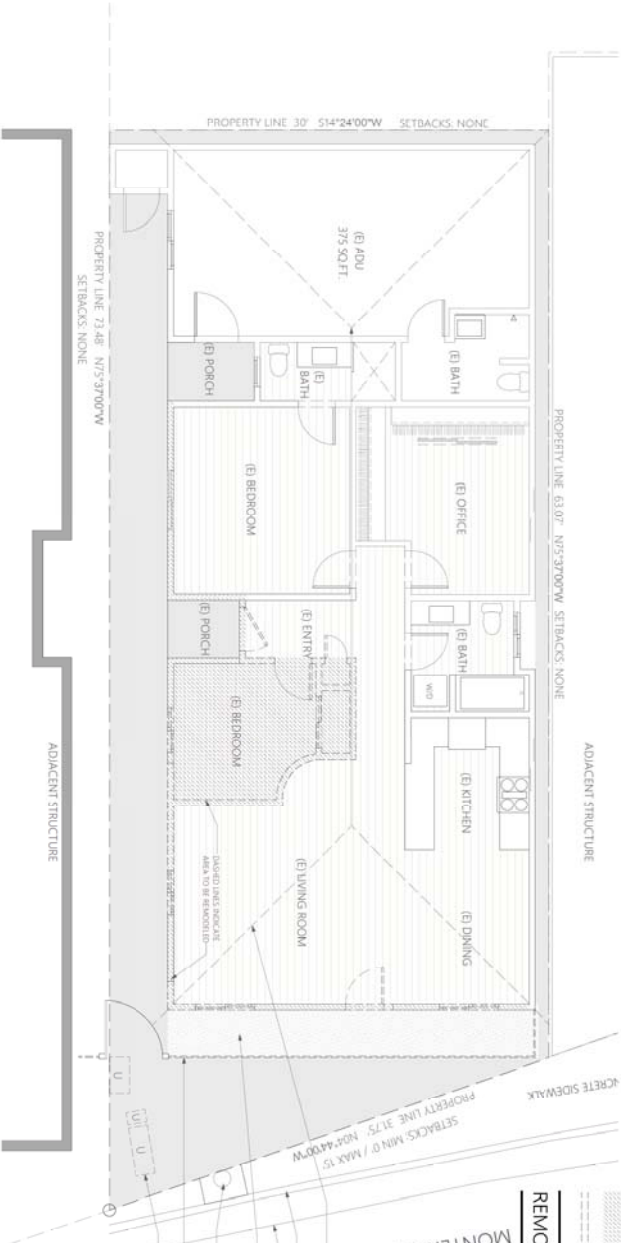 PROPERTY LINE 30' S14°24'00"W SETBACKS: NONE
(E) ADU
375 SQ.FT.
PROPERTY LINE 73.48' N75°37'00"W
SETBACKS: NONE
(E) PORCH
(E)
BATH
(E) BATH
PROPERTY LINE 63.07' N75°37'00"W SETBACKS: NONE
(E) BEDROOM
(E) OFFICE
(E) PORCH
(E) ENTRY
(E) BATH
W/D
(E) BEDROOM
ADJACENT STRUCTURE
ADJACENT STRUCTURE
(E) KITCHEN
(E) LIVING ROOM
(E) DINING
DASHED LINES INDICATE
AREA TO BE REMODELED
U
U
PROPERTY LINE 31.75' N04°44'00"W
SETBACKS: MIN. 0' / MAX 15'
SIDEWALK
REMO